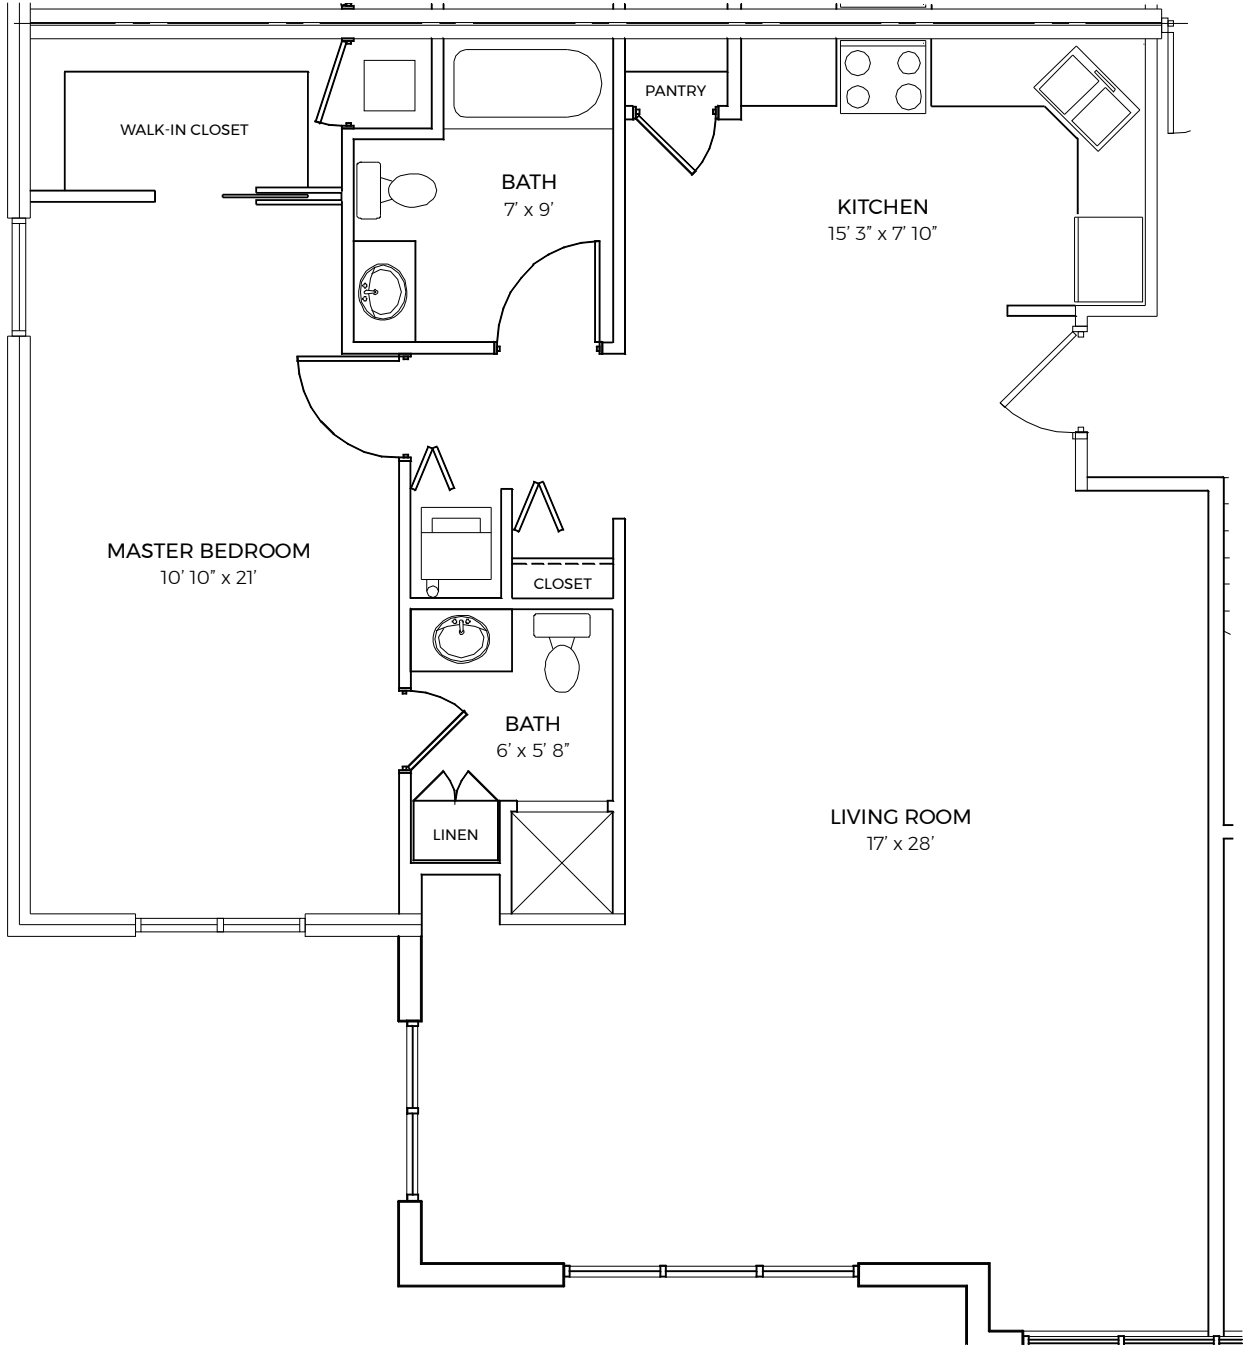 PANTRY
WALK-IN CLOSET
BATH
7’ x 9’
KITCHEN
15’ 3” x 7’ 10”
MASTER BEDROOM
10’ 10” x 21’
CLOSET
BATH
6’ x 5’ 8”
LINEN
LIVING ROOM
17’ x 28’